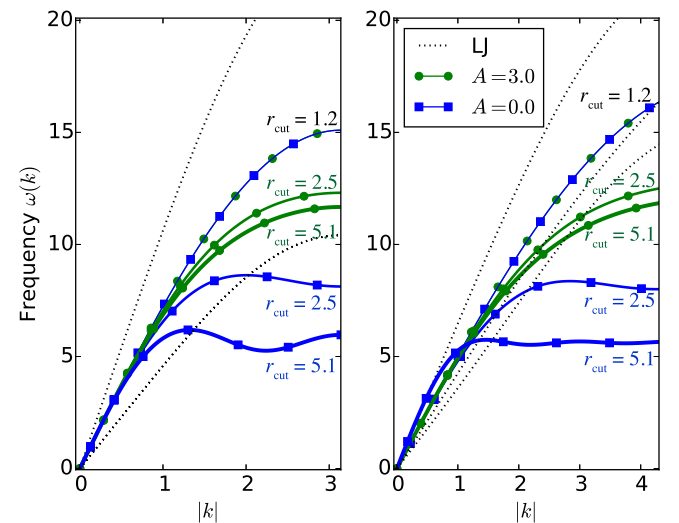 20
15
10
5
0
Frequency ω(k)
r_cut = 1.2
r_cut = 2.5
r_cut = 5.1
r_cut = 2.5
r_cut = 5.1
0 1 2 3
|k|
20
15
10
5
0
LJ
A = 3.0
A = 0.0
r_cut = 1.2
r_cut = 2.5
r_cut = 5.1
r_cut = 2.5
r_cut = 5.1
0 1 2 3 4
|k|